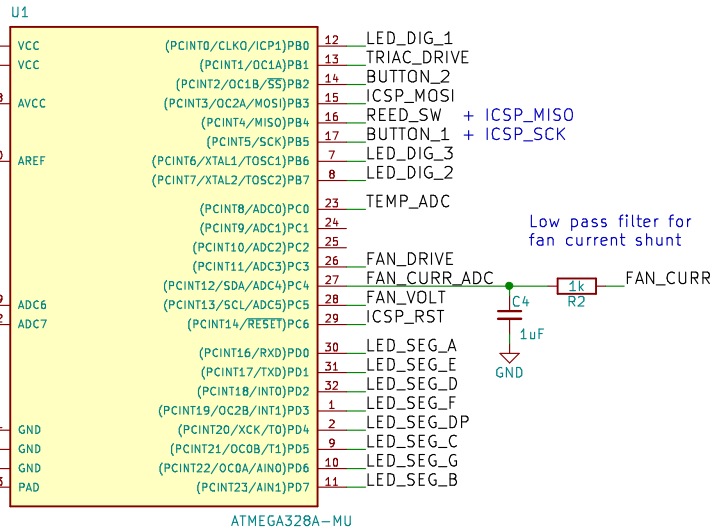 U1
VCC (PCINT0/CLKO/ICP1)PB0 12 LED_DIG_1
VCC (PCINT1/OC1A)PB1 13 TRIAC_DRIVE
(PCINT2/OC1B/SS)PB2 14 BUTTON_2
AVCC (PCINT3/OC2A/MOSI)PB3 15 ICSP_MOSI
(PCINT4/MISO)PB4 16 REED_SW + ICSP_MISO
(PCINT5/SCK)PB5 17 BUTTON_1 + ICSP_SCK
AREF (PCINT6/XTAL1/TOSC1)PB6 7 LED_DIG_3
(PCINT7/XTAL2/TOSC2)PB7 8 LED_DIG_2
(PCINT8/ADC0)PC0 23 TEMP_ADC
(PCINT9/ADC1)PC1 24
(PCINT10/ADC2)PC2 25
(PCINT11/ADC3)PC3 26 FAN_DRIVE
(PCINT12/SDA/ADC4)PC4 27 FAN_CURR_ADC
ADC6 (PCINT13/SCL/ADC5)PC5 28 FAN_VOLT
ADC7 (PCINT14/RESET)PC6 29 ICSP_RST
(PCINT16/RXD)PD0 30 LED_SEG_A
(PCINT17/TXD)PD1 31 LED_SEG_E
(PCINT18/INT0)PD2 32 LED_SEG_D
(PCINT19/OC2B/INT1)PD3 1 LED_SEG_F
GND (PCINT20/XCK/T0)PD4 2 LED_SEG_DP
GND (PCINT21/OC0B/T1)PD5 9 LED_SEG_C
GND (PCINT22/OC0A/AIN0)PD6 10 LED_SEG_G
PAD (PCINT23/AIN1)PD7 11 LED_SEG_B
ATMEGA328A-MU
Low pass filter for
fan current shunt
1k
R2
FAN_CURR
C4
1uF
GND